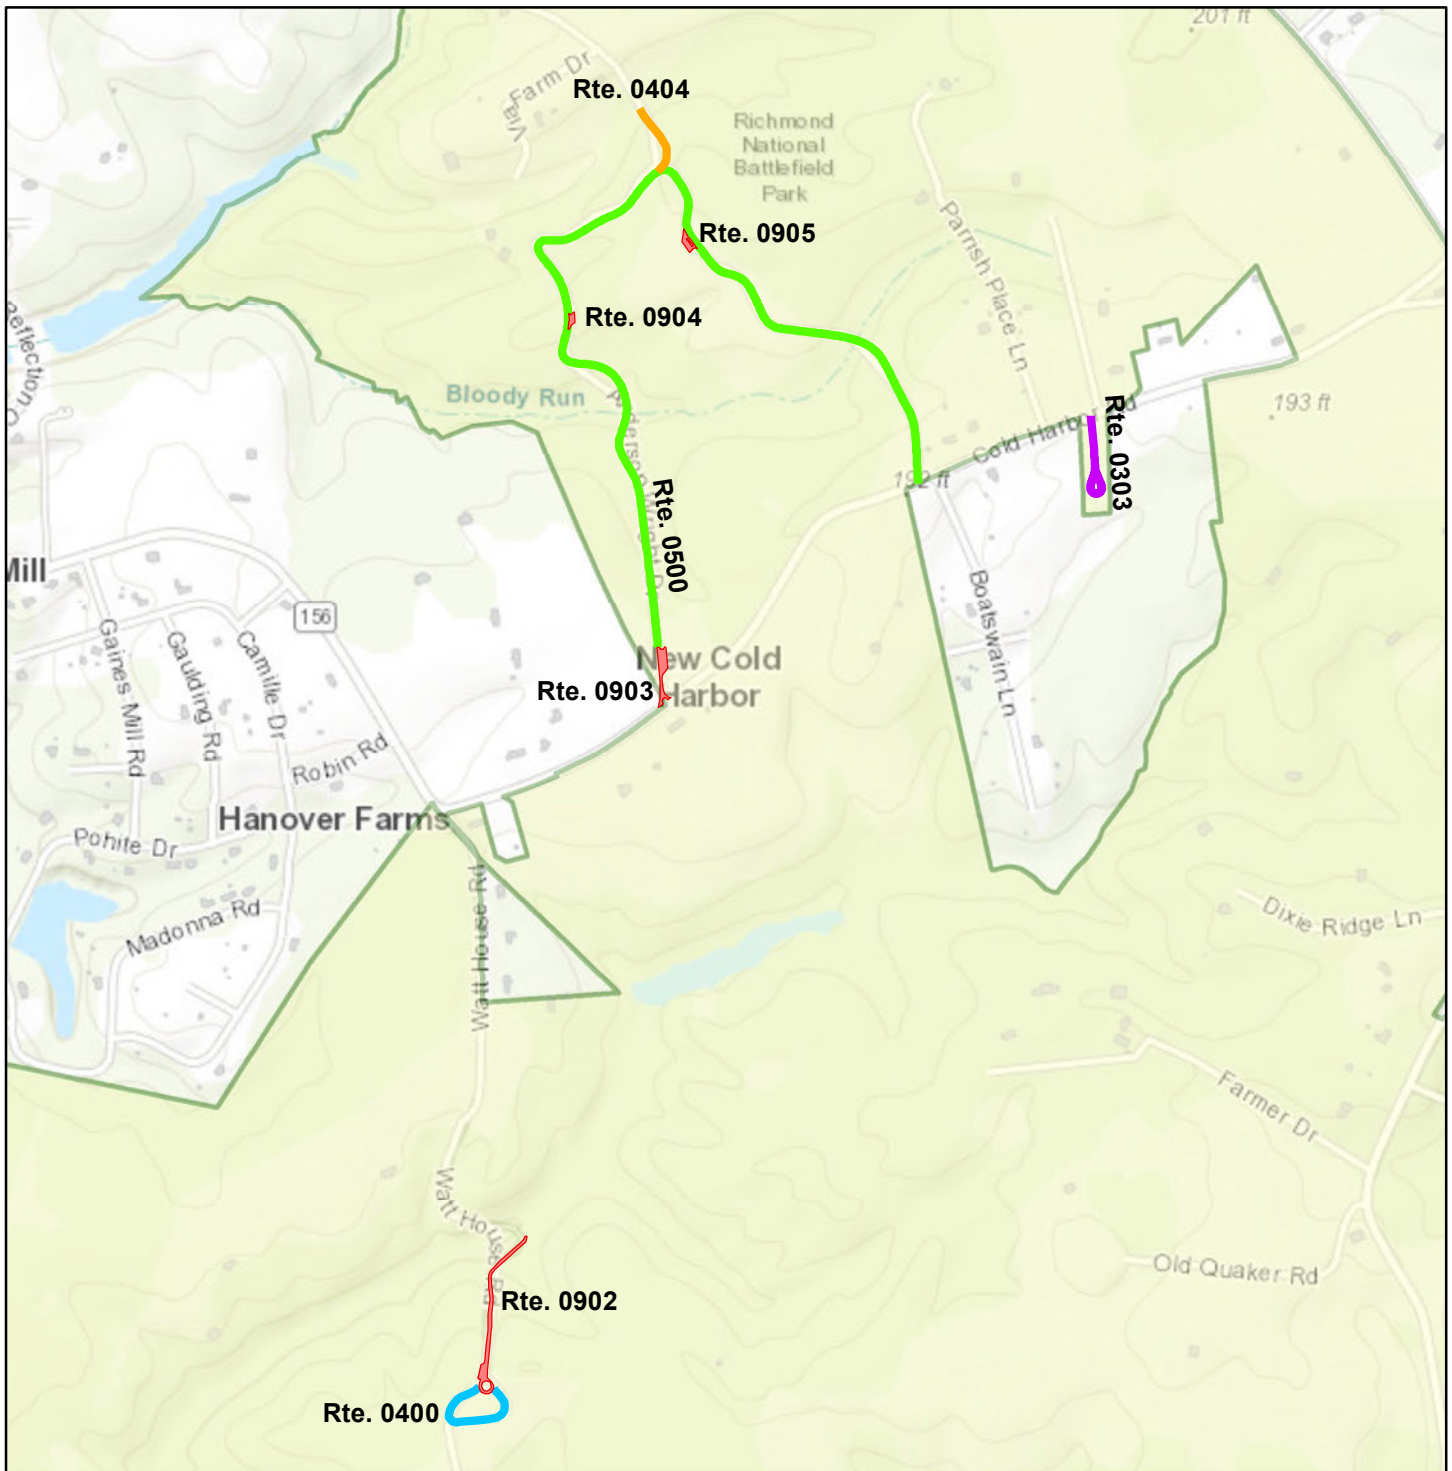 201 ft
Farm Dr
Via
Rte. 0404
Richmond
National
Battlefield
Park
Rte. 0905
Parrish Place Ln
Rte. 0904
Bloody Run
Rte. 0303
Cold Harbor Rd
193 ft
192 ft
Rte. 0500
Mill
156
Boatswain Ln
Gaines Mill Rd
Gaulding Rd
Camille Dr
New Cold
Harbor
Rte. 0903
Robin Rd
Hanover Farms
Pohite Dr
Watt House Rd
Madonna Rd
Dixie Ridge Ln
Farmer Dr
Watt House Rd
Old Quaker Rd
Rte. 0902
Rte. 0400